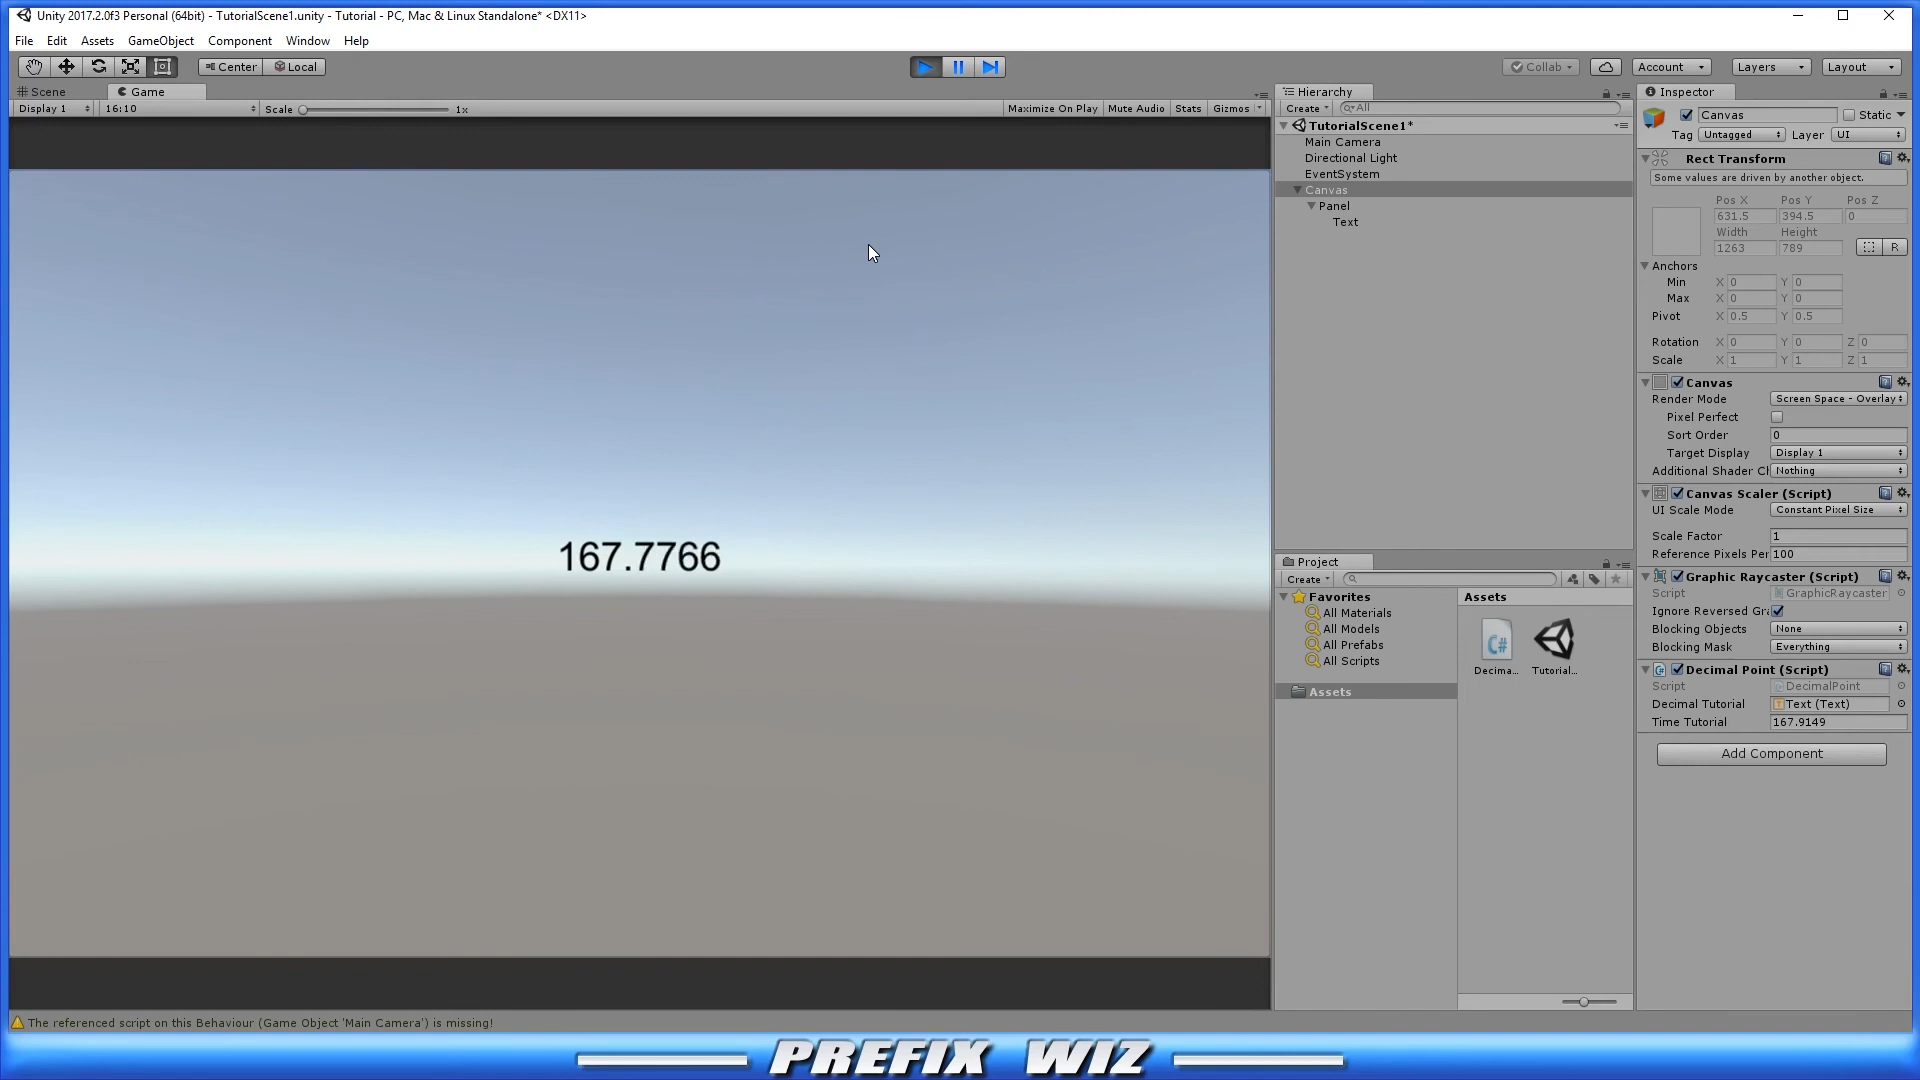 Unity 2017.2.0f3 Personal (64bit) - TutorialScene1.unity - Tutorial - PC, Mac & Linux Standalone* <DX11>
File Edit Assets GameObject Component Window Help
Center Local Collab Account Layers Layout
Scene Game
Display 1 16:10 Scale 1x Maximize On Play Mute Audio Stats Gizmos
167.7766
Hierarchy
Create All
TutorialScene1*
Main Camera
Directional Light
EventSystem
Canvas
Panel
Text
Project
Create
Favorites
All Materials
All Models
All Prefabs
All Scripts
Assets
Assets
Decima...
Tutorial...
Inspector
Canvas Static
Tag Untagged Layer UI
Rect Transform
Some values are driven by another object.
Pos X Pos Y Pos Z
631.5 394.5 0
Width Height
1263 789 R
Anchors
Min X 0 Y 0
Max X 0 Y 0
Pivot X 0.5 Y 0.5
Rotation X 0 Y 0 Z 0
Scale X 1 Y 1 Z 1
Canvas
Render Mode Screen Space - Overlay
Pixel Perfect
Sort Order 0
Target Display Display 1
Additional Shader Cl Nothing
Canvas Scaler (Script)
UI Scale Mode Constant Pixel Size
Scale Factor 1
Reference Pixels Per 100
Graphic Raycaster (Script)
Script GraphicRaycaster
Ignore Reversed Gra
Blocking Objects None
Blocking Mask Everything
Decimal Point (Script)
Script DecimalPoint
Decimal Tutorial Text (Text)
Time Tutorial 167.9149
Add Component
The referenced script on this Behaviour (Game Object 'Main Camera') is missing!
PREFIX WIZ